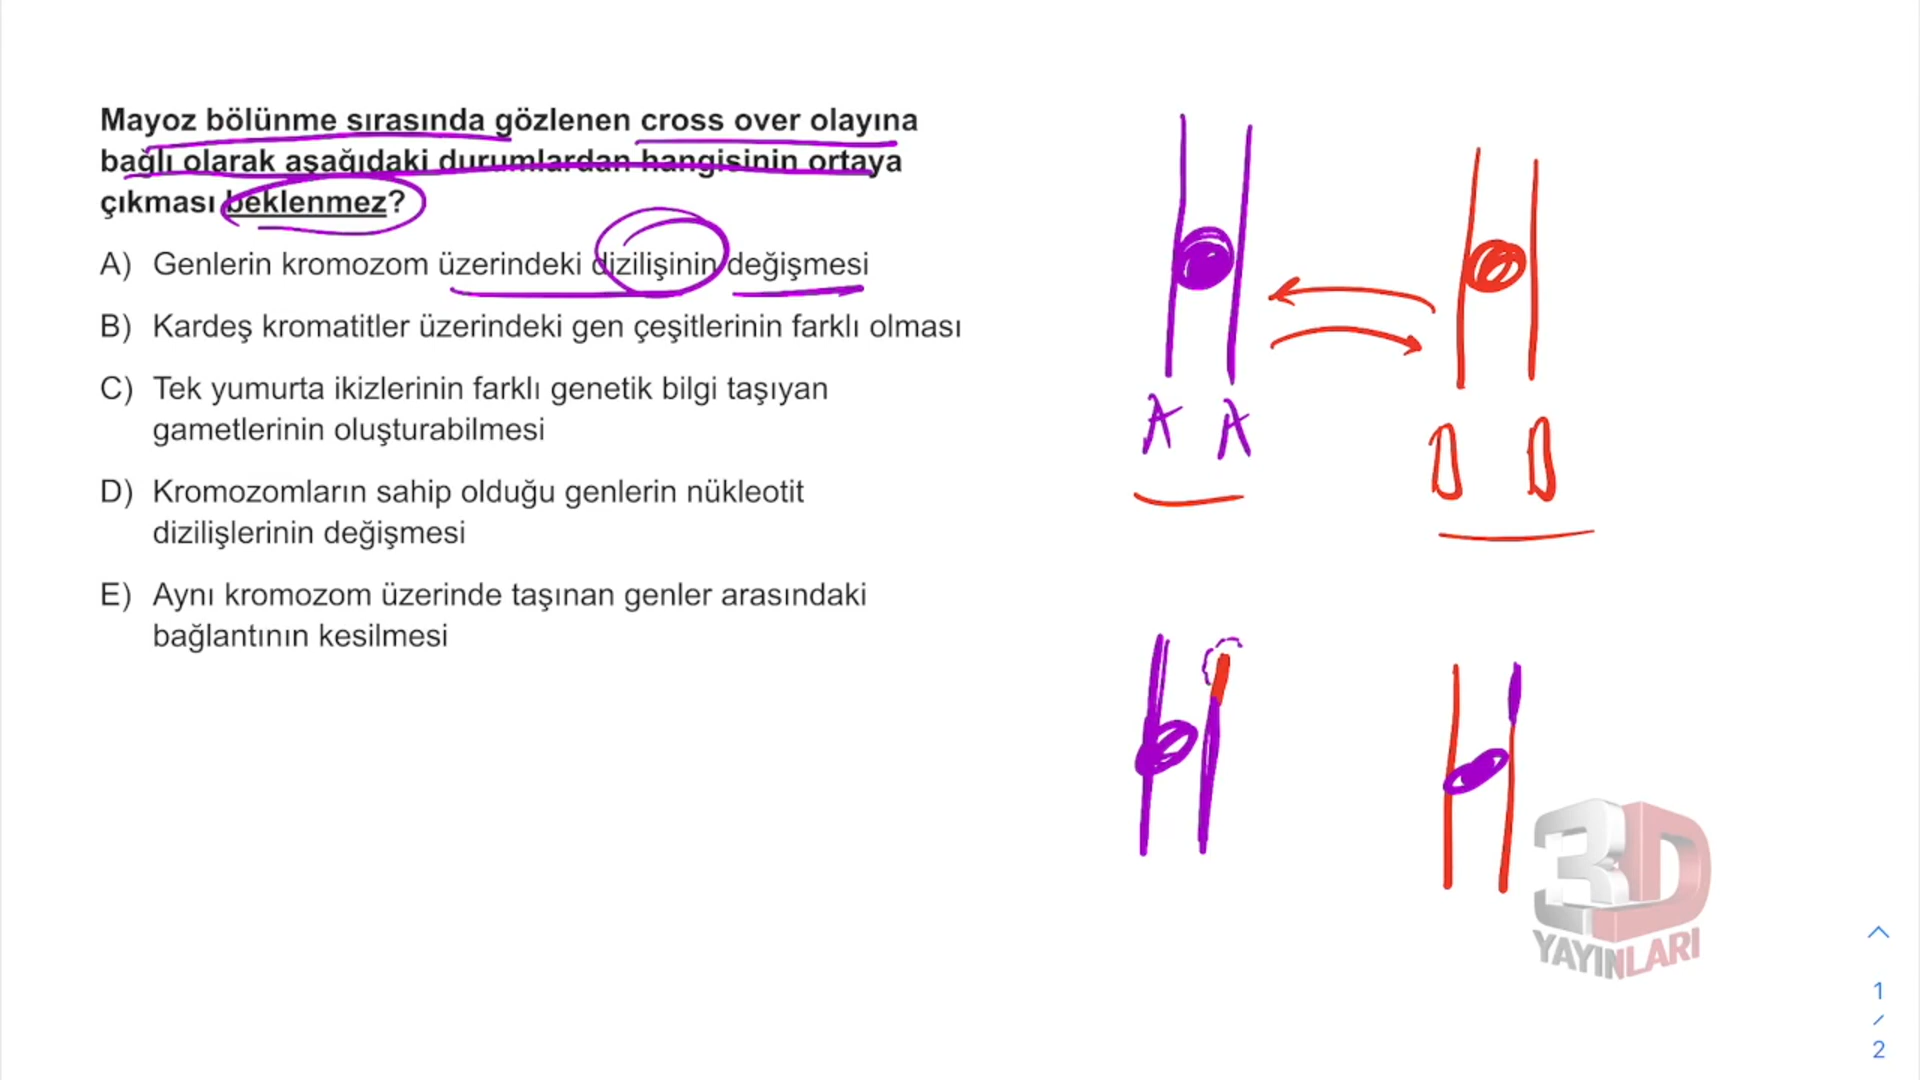 Mayoz bölünme sırasında gözlenen cross over olayına
bağlı olarak aşağıdaki durumlardan hangisinin ortaya
çıkması beklenmez?
A) Genlerin kromozom üzerindeki dizilişinin değişmesi
B) Kardeş kromatitler üzerindeki gen çeşitlerinin farklı olması
C) Tek yumurta ikizlerinin farklı genetik bilgi taşıyan
gametlerinin oluşturabilmesi
D) Kromozomların sahip olduğu genlerin nükleotit
dizilişlerinin değişmesi
E) Aynı kromozom üzerinde taşınan genler arasındaki
bağlantının kesilmesi
A A
3D
YAYINLARI
1
/
2